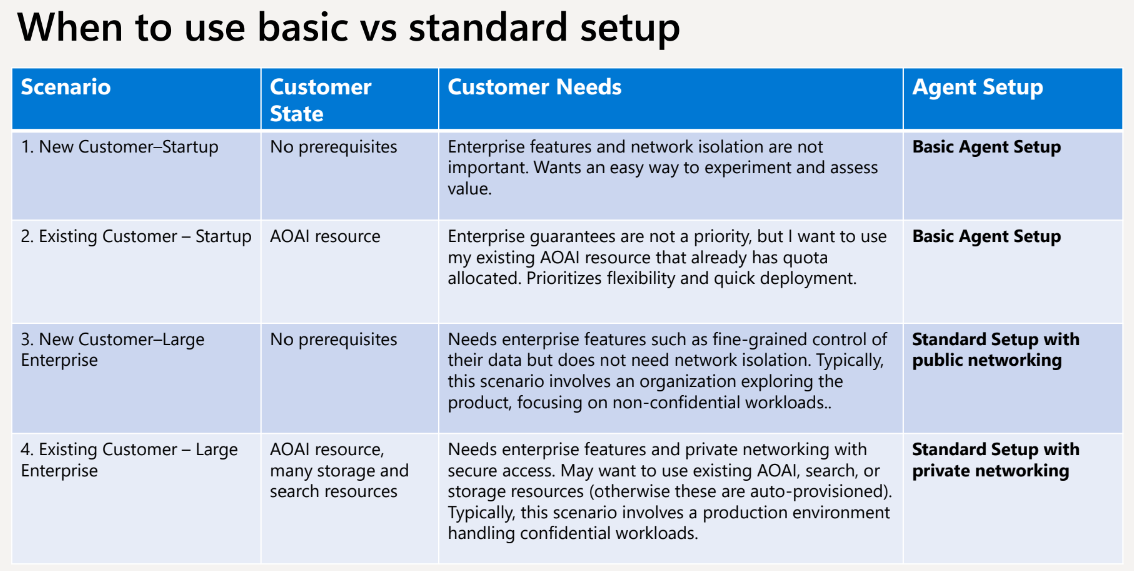 When to use basic vs standard setup
Scenario
Customer
State
Customer Needs
Agent Setup
1. New Customer–Startup
No prerequisites
Enterprise features and network isolation are not
important. Wants an easy way to experiment and assess
value.
Basic Agent Setup
2. Existing Customer – Startup
AOAI resource
Enterprise guarantees are not a priority, but I want to use
my existing AOAI resource that already has quota
allocated. Prioritizes flexibility and quick deployment.
Basic Agent Setup
3. New Customer–Large
Enterprise
No prerequisites
Needs enterprise features such as fine-grained control of
their data but does not need network isolation. Typically,
this scenario involves an organization exploring the
product, focusing on non-confidential workloads..
Standard Setup with
public networking
4. Existing Customer – Large
Enterprise
AOAI resource,
many storage and
search resources
Needs enterprise features and private networking with
secure access. May want to use existing AOAI, search, or
storage resources (otherwise these are auto-provisioned).
Typically, this scenario involves a production environment
handling confidential workloads.
Standard Setup with
private networking